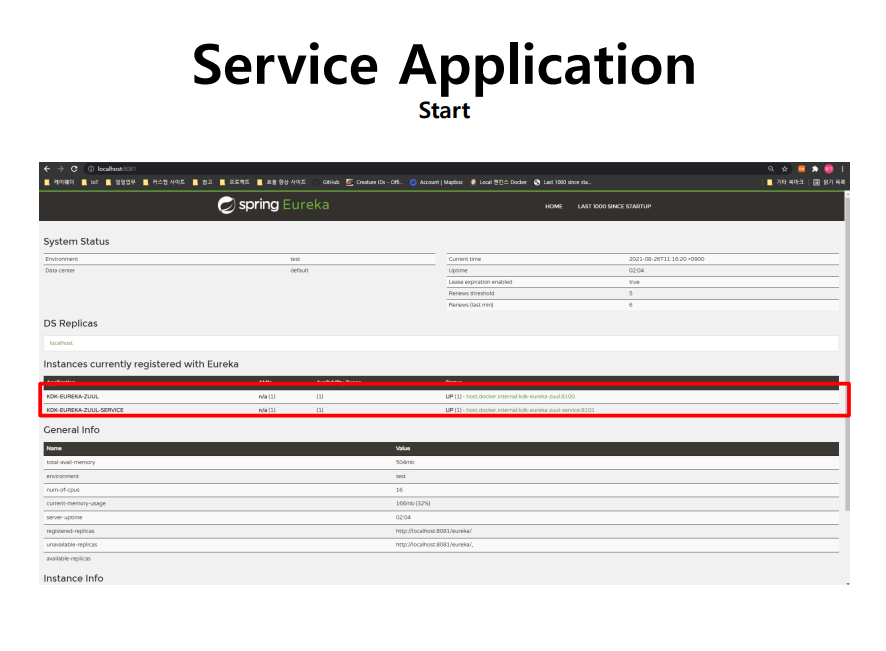 Service Application
Start
localhost:8081
케이웨더 IoT 영업업무 커스텀 사이트 참고 프로젝트 효율 향상 사이트 GitHub Creature IDs - Offi... Account | Mapbox Local 젠킨스 Docker Last 1000 since sta... 기타 북마크 읽기 목록
spring Eureka HOME LAST 1000 SINCE STARTUP
System Status
Environment test Current time 2021-08-26T11:16:20 +0900
Data center default Uptime 02:04
Lease expiration enabled true
Renews threshold 5
Renews (last min) 6
DS Replicas
localhost
Instances currently registered with Eureka
Application AMIs Availability Zones Status
KDK-EUREKA-ZUUL n/a (1) (1) UP (1) - host.docker.internal:kdk-eureka-zuul:8100
KDK-EUREKA-ZUUL-SERVICE n/a (1) (1) UP (1) - host.docker.internal:kdk-eureka-zuul-service:8101
General Info
Name Value
total-avail-memory 504mb
environment test
num-of-cpus 16
current-memory-usage 166mb (32%)
server-uptime 02:04
registered-replicas http://localhost:8081/eureka/
unavailable-replicas http://localhost:8081/eureka/,
available-replicas
Instance Info